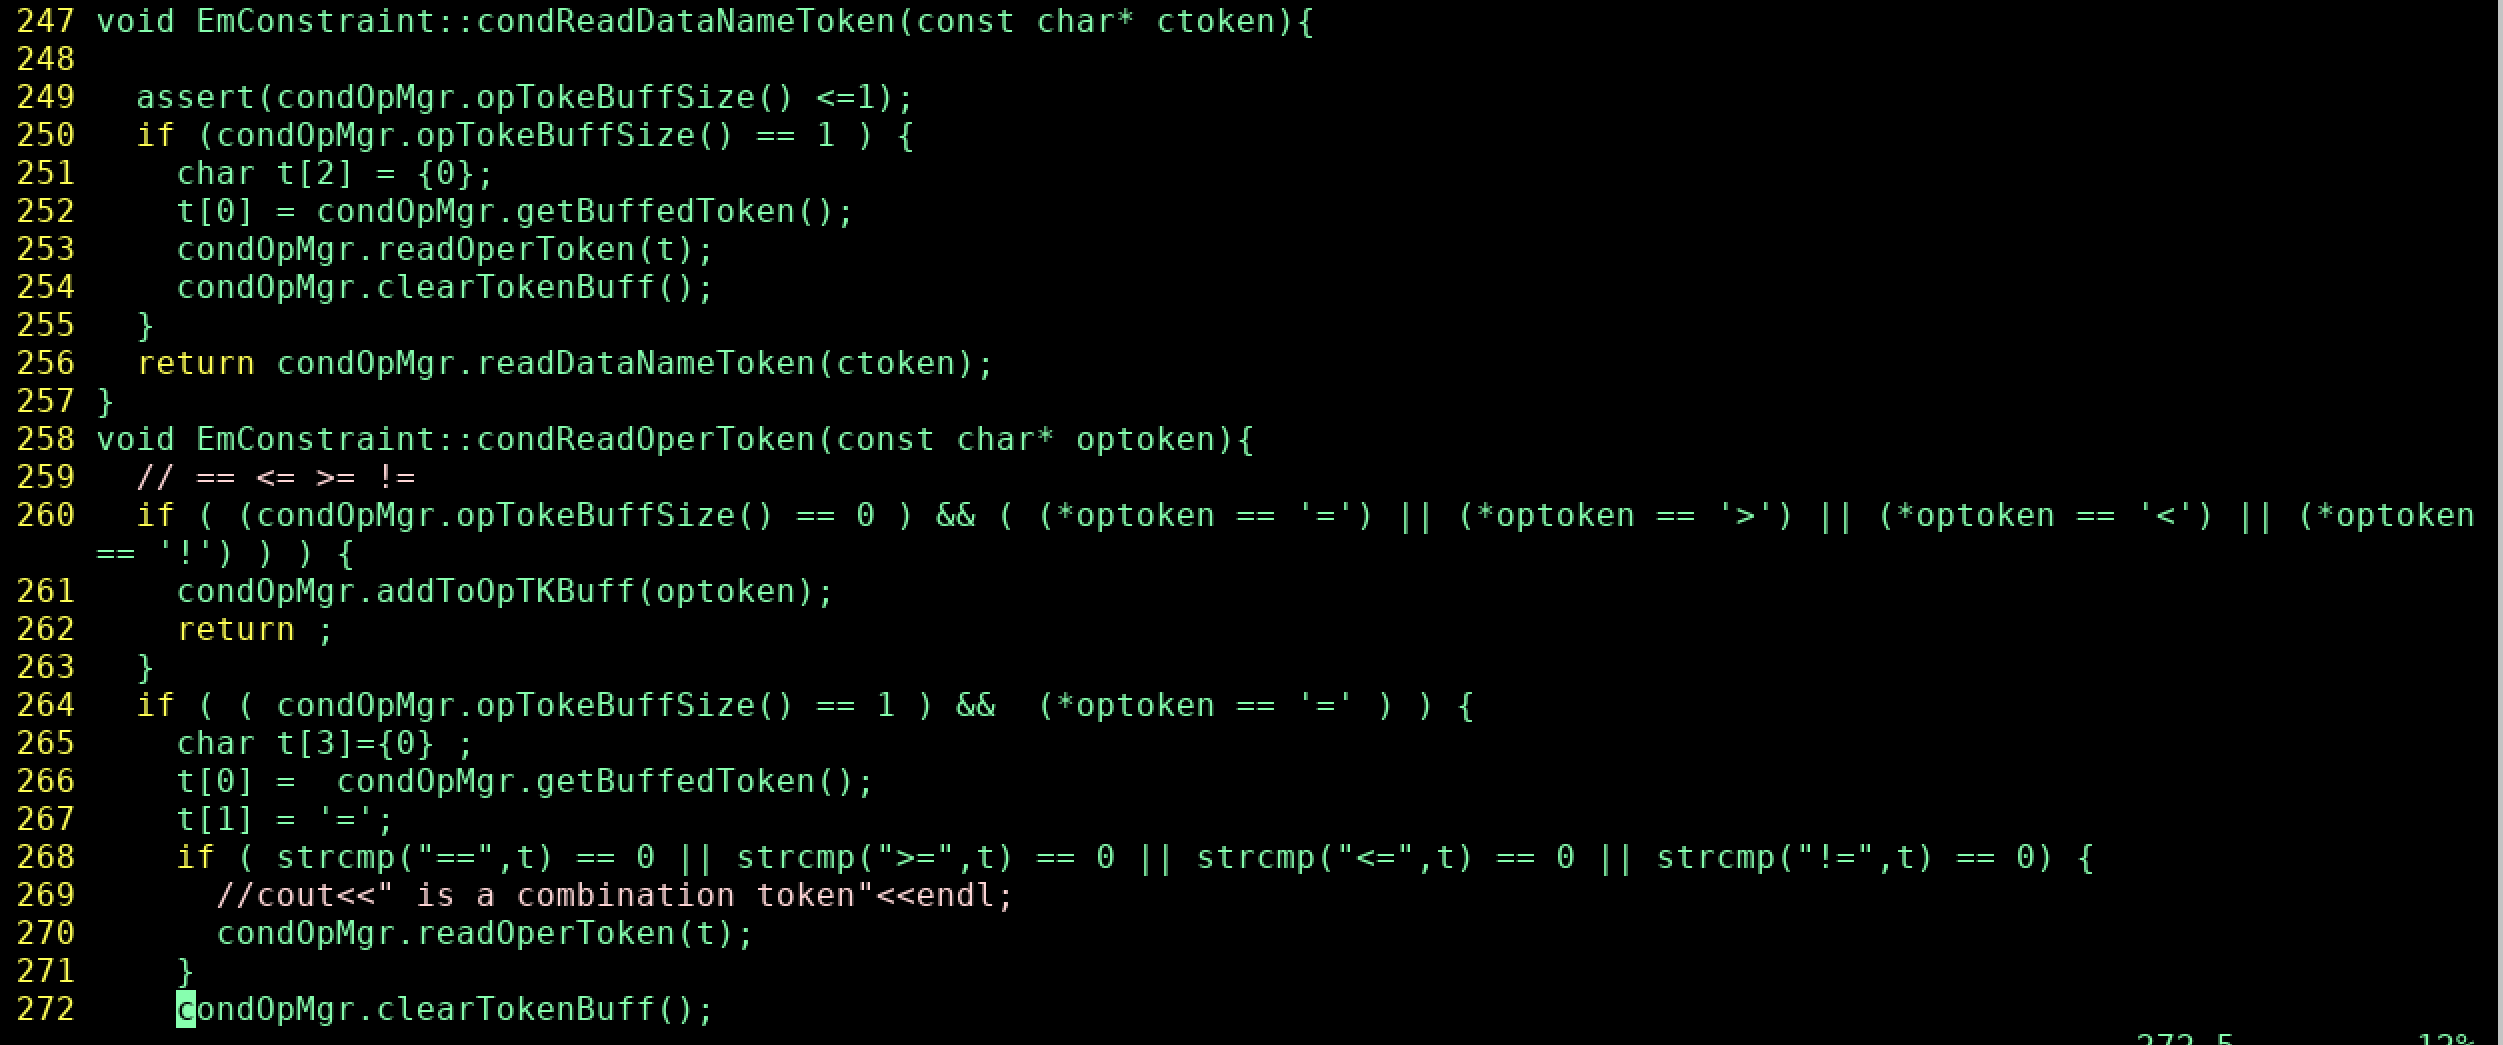 247 void EmConstraint::condReadDataNameToken(const char* ctoken){
248
249   assert(condOpMgr.opTokeBuffSize() <=1);
250   if (condOpMgr.opTokeBuffSize() == 1 ) {
251     char t[2] = {0};
252     t[0] = condOpMgr.getBuffedToken();
253     condOpMgr.readOperToken(t);
254     condOpMgr.clearTokenBuff();
255   }
256   return condOpMgr.readDataNameToken(ctoken);
257 }
258 void EmConstraint::condReadOperToken(const char* optoken){
259   // == <= >= !=
260   if ( (condOpMgr.opTokeBuffSize() == 0 ) && ( (*optoken == '=') || (*optoken == '>') || (*optoken == '<') || (*optoken
    == '!') ) ) {
261     condOpMgr.addToOpTKBuff(optoken);
262     return ;
263   }
264   if ( ( condOpMgr.opTokeBuffSize() == 1 ) &&  (*optoken == '=' ) ) {
265     char t[3]={0} ;
266     t[0] =  condOpMgr.getBuffedToken();
267     t[1] = '=';
268     if ( strcmp("==",t) == 0 || strcmp(">=",t) == 0 || strcmp("<=",t) == 0 || strcmp("!=",t) == 0) {
269       //cout<<" is a combination token"<<endl;
270       condOpMgr.readOperToken(t);
271     }
272     condOpMgr.clearTokenBuff();